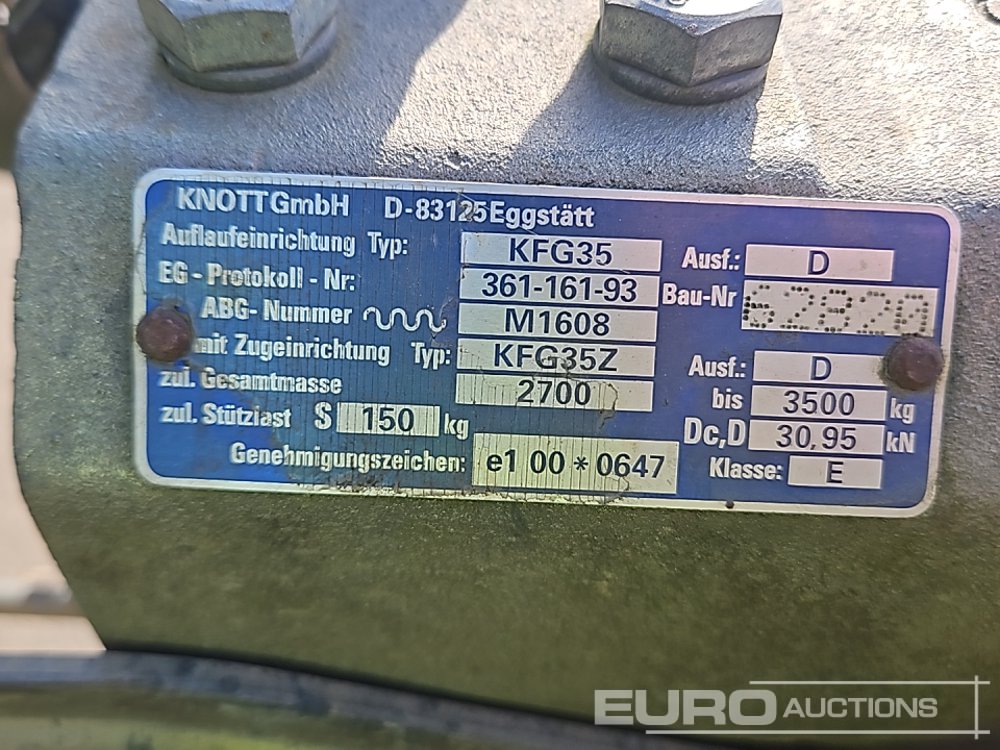 KNOTT GmbH D-83125 Eggstätt
Auflaufeinrichtung Typ: KFG35 Ausf.: D
EG - Protokoll - Nr: 361-161-93 Bau-Nr 62820
ABG- Nummer M1608
mit Zugeinrichtung Typ: KFG35Z Ausf.: D
zul. Gesamtmasse 2700 bis 3500 kg
zul. Stützlast S 150 kg Dc,D 30,95 kN
Genehmigungszeichen: e1 00 * 0647 Klasse: E
EURO AUCTIONS